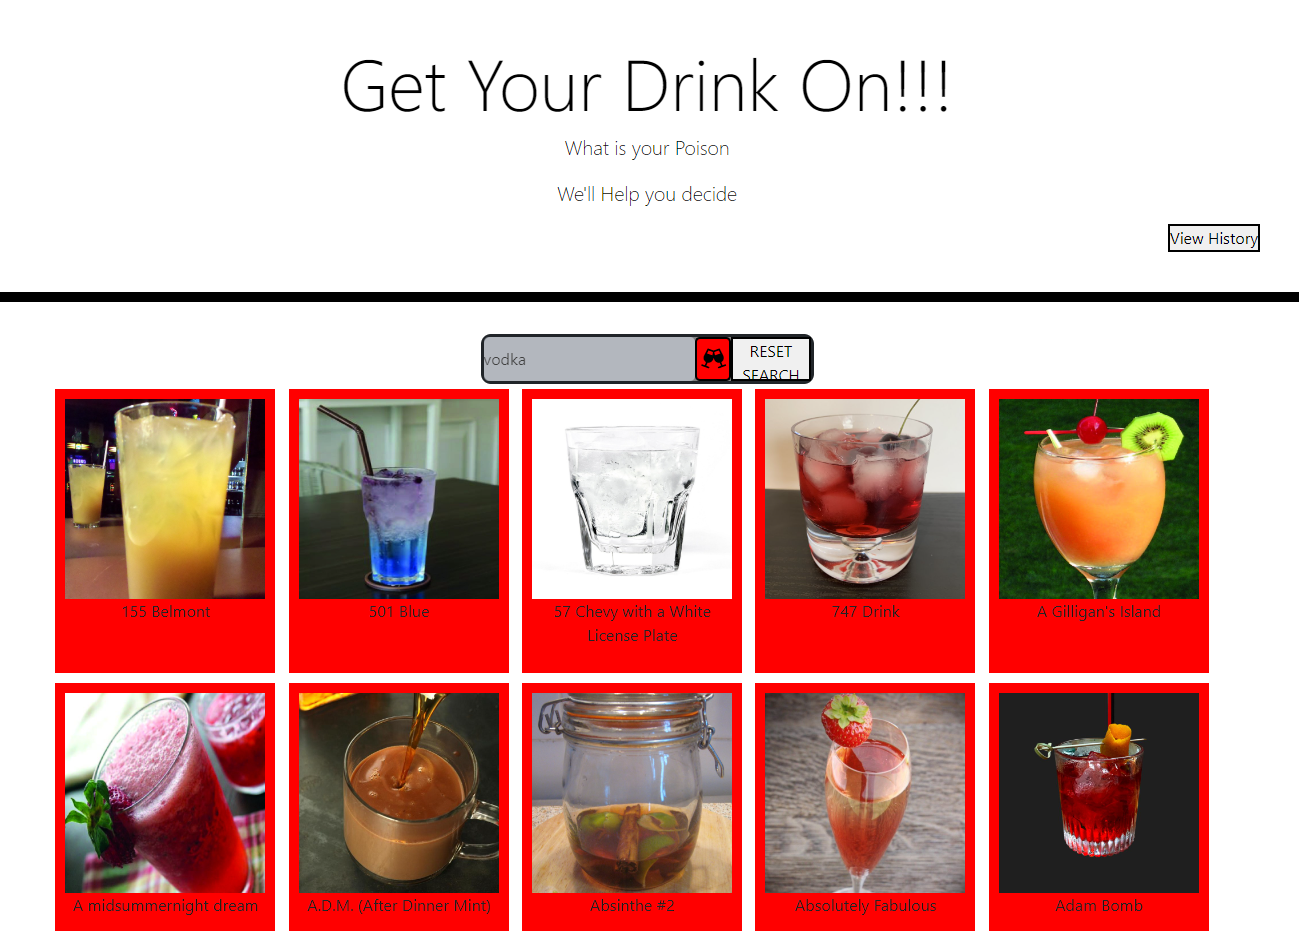 Get Your Drink On!!!
What is your Poison
We'll Help you decide
View History
vodka
RESET
SEARCH
155 Belmont
501 Blue
57 Chevy with a White
License Plate
747 Drink
A Gilligan's Island
A midsummernight dream
A.D.M. (After Dinner Mint)
Absinthe #2
Absolutely Fabulous
Adam Bomb